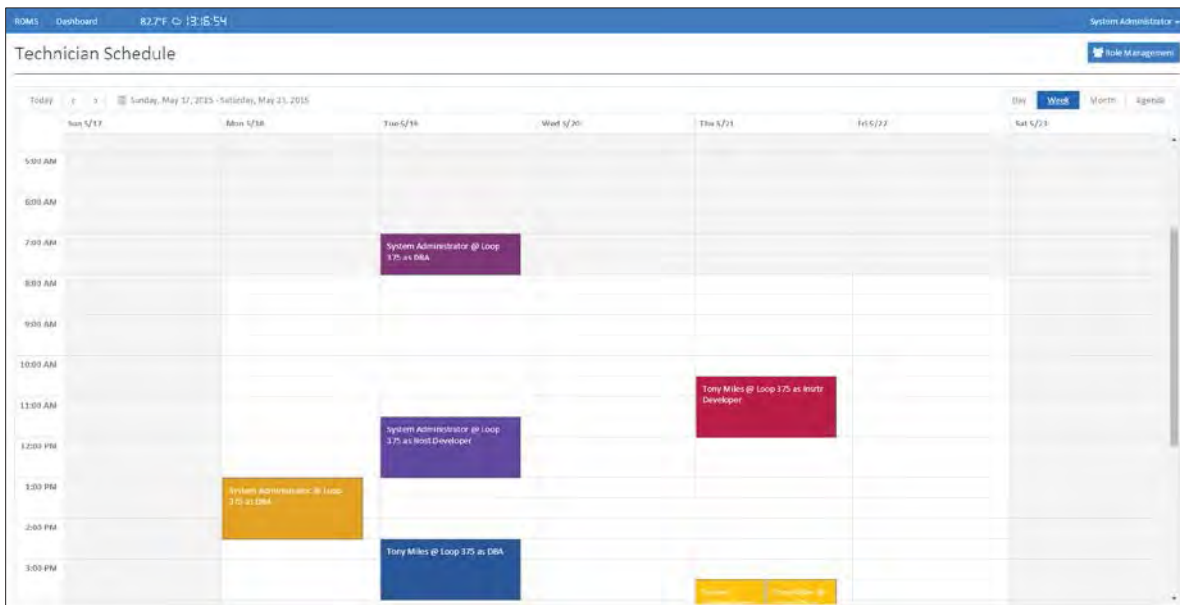 ROMS Dashboard 82.7°F 13:16:54 System Administrator
Technician Schedule Role Management
Today Sunday, May 17, 2015 - Saturday, May 23, 2015 Day Week Month Agenda
Sun 5/17 Mon 5/18 Tue 5/19 Wed 5/20 Thu 5/21 Fri 5/22 Sat 5/23
5:00 AM
6:00 AM
7:00 AM
System Administrator @ Loop
375 as DBA
8:00 AM
9:00 AM
10:00 AM
Tony Miles @ Loop 375 as Instr
Developer
11:00 AM
System Administrator @ Loop
375 as Host Developer
12:00 PM
1:00 PM
System Administrator @ Loop
375 as DBA
2:00 PM
Tony Miles @ Loop 375 as DBA
3:00 PM
System